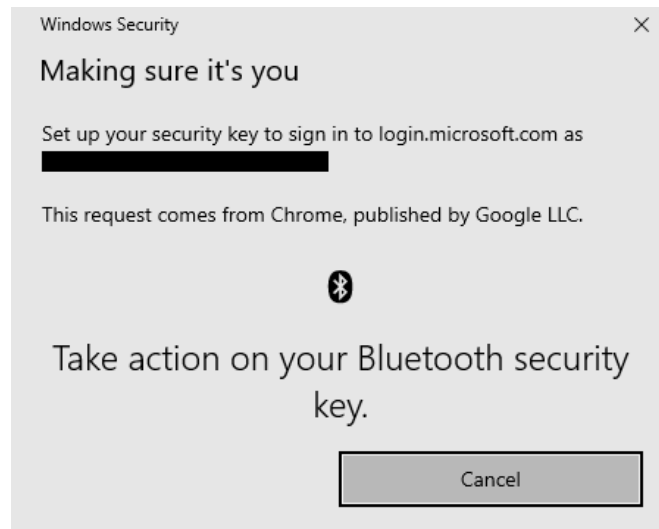 Windows Security
Making sure it's you
Set up your security key to sign in to login.microsoft.com as
This request comes from Chrome, published by Google LLC.
Take action on your Bluetooth security
key.
Cancel